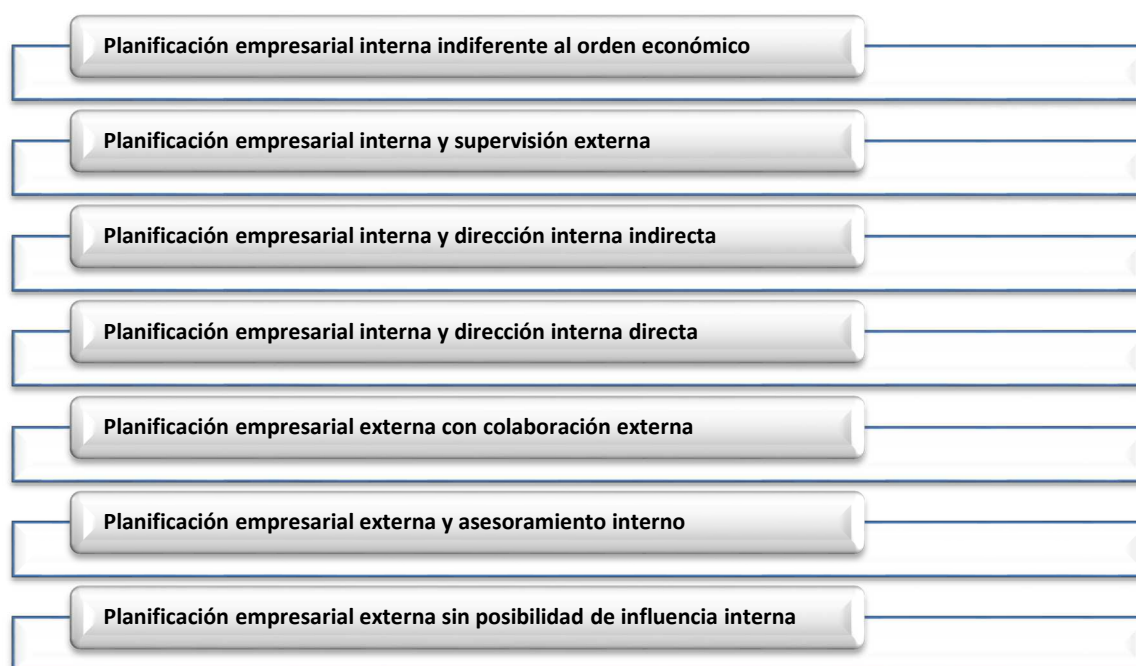 Planificación empresarial interna indiferente al orden económico
Planificación empresarial interna y supervisión externa
Planificación empresarial interna y dirección interna indirecta
Planificación empresarial interna y dirección interna directa
Planificación empresarial externa con colaboración externa
Planificación empresarial externa y asesoramiento interno
Planificación empresarial externa sin posibilidad de influencia interna